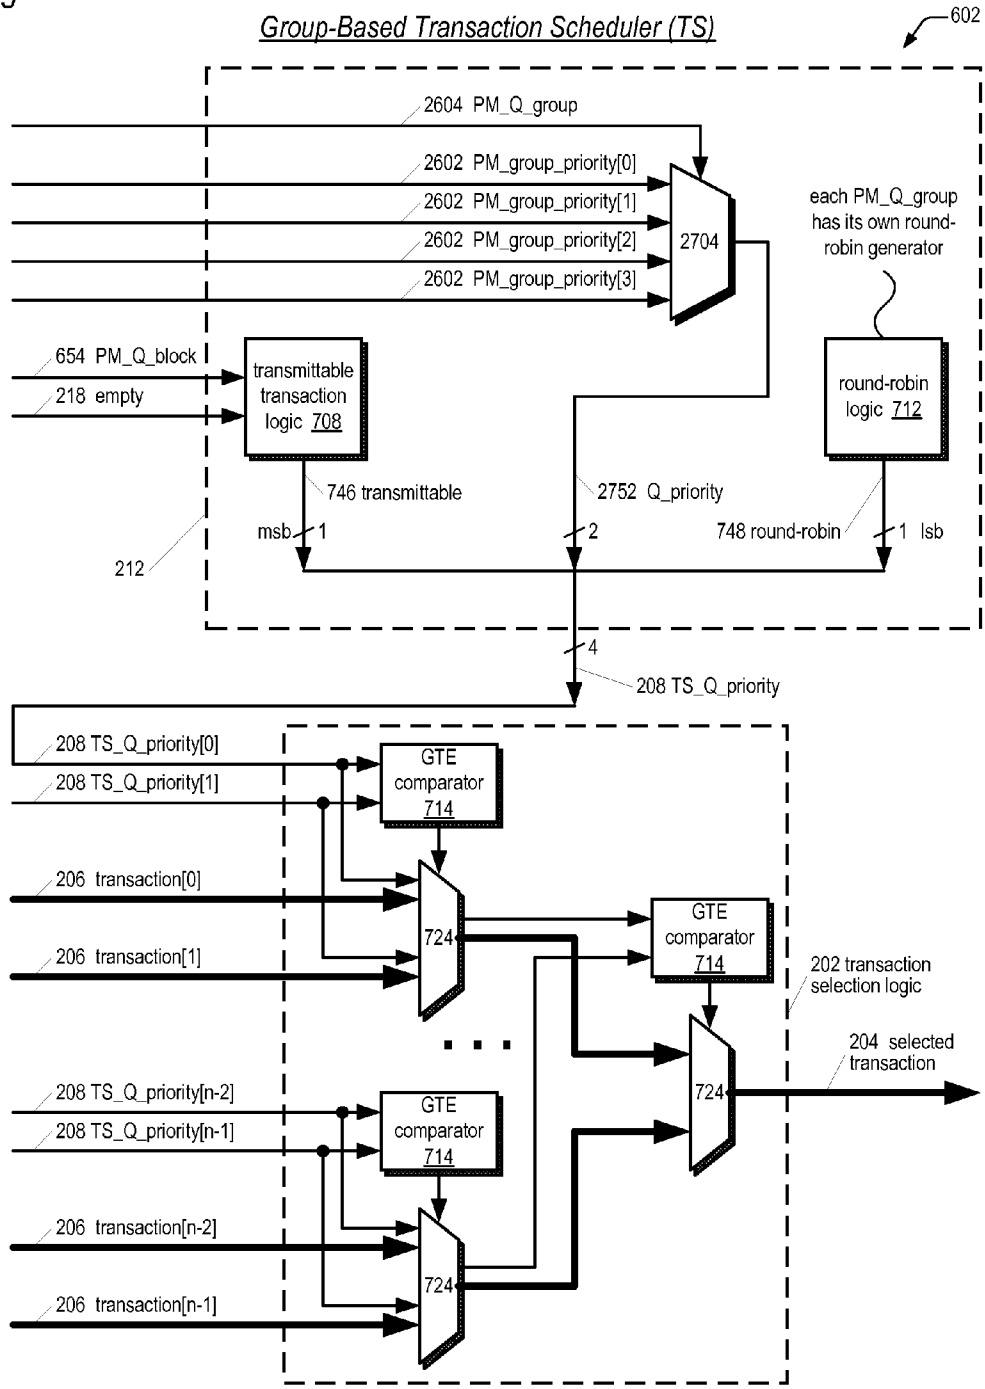 Group-Based Transaction Scheduler (TS)
602
2604 PM_Q_group
2602 PM_group_priority[0]
2602 PM_group_priority[1]
2602 PM_group_priority[2]
2602 PM_group_priority[3]
2704
each PM_Q_group
has its own round-
robin generator
654 PM_Q_block
218 empty
transmittable
transaction
logic 708
round-robin
logic 712
746 transmittable
2752 Q_priority
748 round-robin
msb 1
2
1 lsb
212
4
208 TS_Q_priority
208 TS_Q_priority[0]
208 TS_Q_priority[1]
GTE
comparator
714
206 transaction[0]
206 transaction[1]
724
GTE
comparator
714
202 transaction
selection logic
204 selected
transaction
724
. . .
208 TS_Q_priority[n-2]
208 TS_Q_priority[n-1]
GTE
comparator
714
206 transaction[n-2]
206 transaction[n-1]
724